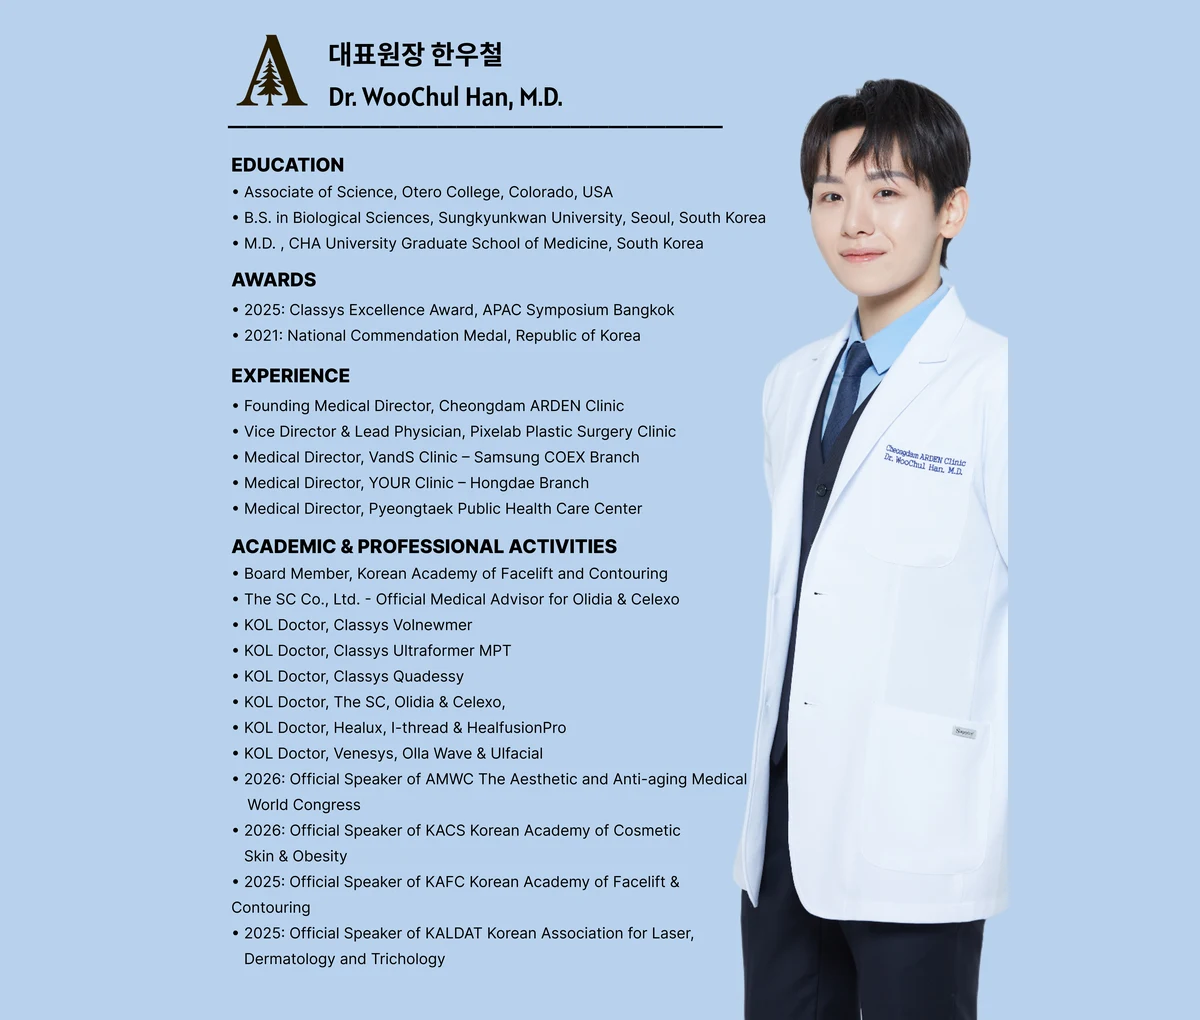 대표원장 한우철
Dr. WooChul Han, M.D.
EDUCATION
• Associate of Science, Otero College, Colorado, USA
• B.S. in Biological Sciences, Sungkyunkwan University, Seoul, South Korea
• M.D. , CHA University Graduate School of Medicine, South Korea
AWARDS
• 2025: Classys Excellence Award, APAC Symposium Bangkok
• 2021: National Commendation Medal, Republic of Korea
EXPERIENCE
• Founding Medical Director, Cheongdam ARDEN Clinic
• Vice Director & Lead Physician, Pixelab Plastic Surgery Clinic
• Medical Director, VandS Clinic – Samsung COEX Branch
• Medical Director, YOUR Clinic – Hongdae Branch
• Medical Director, Pyeongtaek Public Health Care Center
ACADEMIC & PROFESSIONAL ACTIVITIES
• Board Member, Korean Academy of Facelift and Contouring
• The SC Co., Ltd. - Official Medical Advisor for Olidia & Celexo
• KOL Doctor, Classys Volnewmer
• KOL Doctor, Classys Ultraformer MPT
• KOL Doctor, Classys Quadessy
• KOL Doctor, The SC, Olidia & Celexo,
• KOL Doctor, Healux, I-thread & HealfusionPro
• KOL Doctor, Venesys, Olla Wave & Ulfacial
• 2026: Official Speaker of AMWC The Aesthetic and Anti-aging Medical
World Congress
• 2026: Official Speaker of KACS Korean Academy of Cosmetic
Skin & Obesity
• 2025: Official Speaker of KAFC Korean Academy of Facelift &
Contouring
• 2025: Official Speaker of KALDAT Korean Association for Laser,
Dermatology and Trichology
Cheongdam ARDEN Clinic
Dr. WooChul Han, M.D.